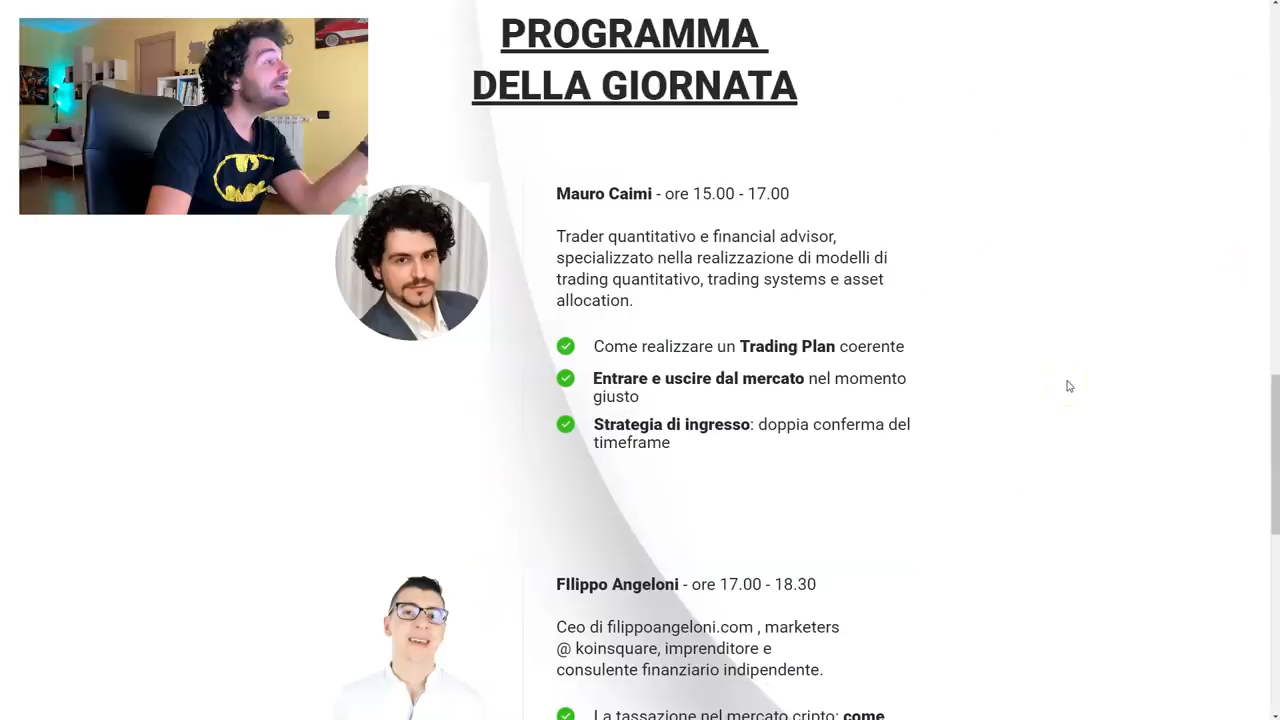 PROGRAMMA
DELLA GIORNATA
Mauro Caimi - ore 15.00 - 17.00
Trader quantitativo e financial advisor,
specializzato nella realizzazione di modelli di
trading quantitativo, trading systems e asset
allocation.
Come realizzare un Trading Plan coerente
Entrare e uscire dal mercato nel momento
giusto
Strategia di ingresso: doppia conferma del
timeframe
FIlippo Angeloni - ore 17.00 - 18.30
Ceo di filippoangeloni.com , marketers
@ koinsquare, imprenditore e
consulente finanziario indipendente.
La tassazione nel mercato cripto: come